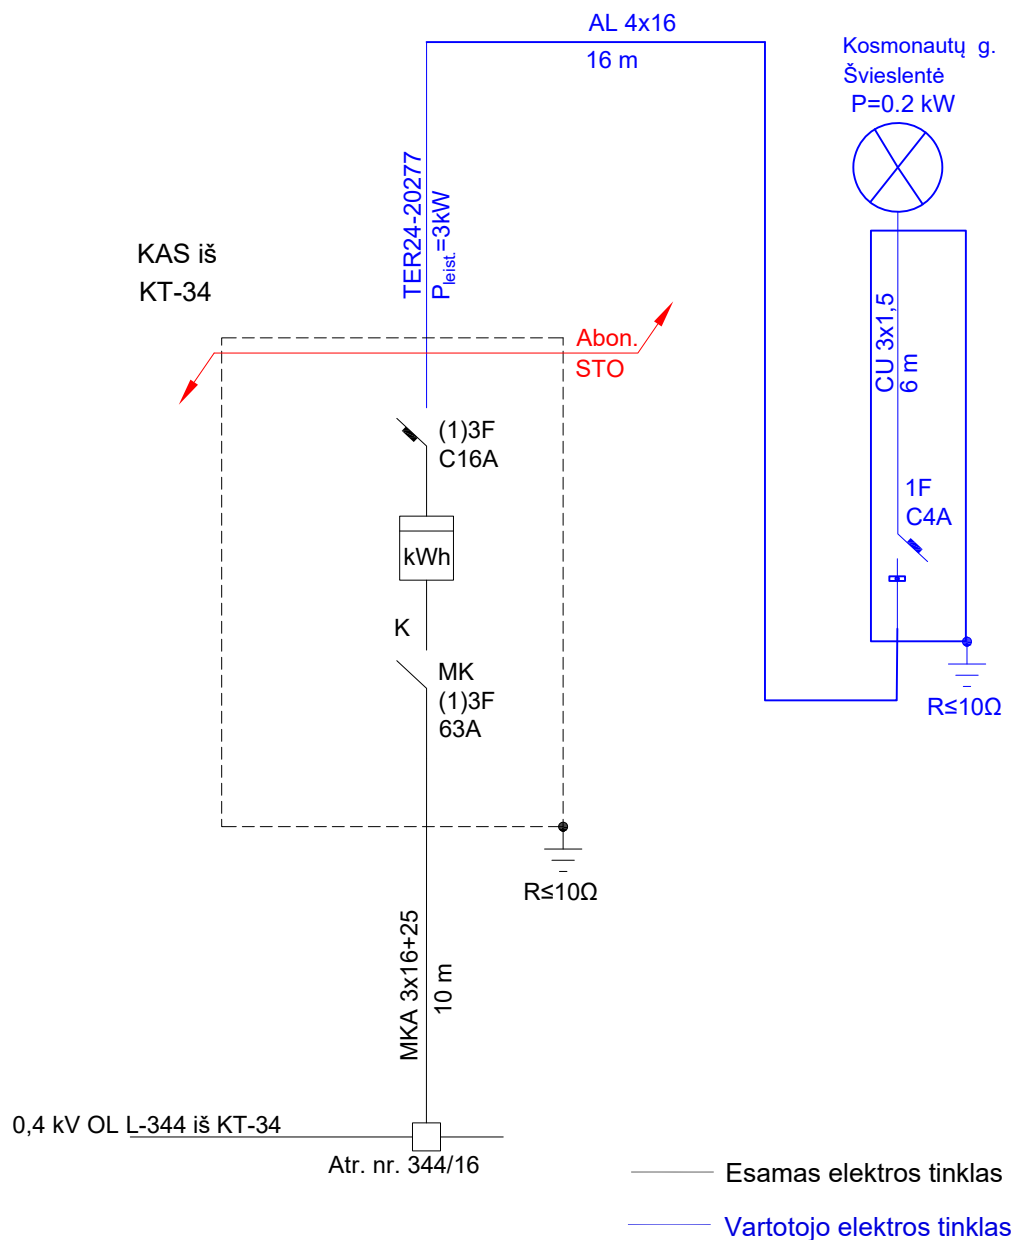 AL 4x16
16 m
Kosmonautų g.
Švieslentė
P=0.2 kW
TER24-20277
Pleist.=3kW
KAS iš
KT-34
Abon.
STO
CU 3x1,5
6 m
(1)3F
C16A
1F
C4A
kWh
K
MK
(1)3F
63A
R≤10Ω
R≤10Ω
MKA 3x16+25
10 m
0,4 kV OL L-344 iš KT-34
Atr. nr. 344/16
Esamas elektros tinklas
Vartotojo elektros tinklas